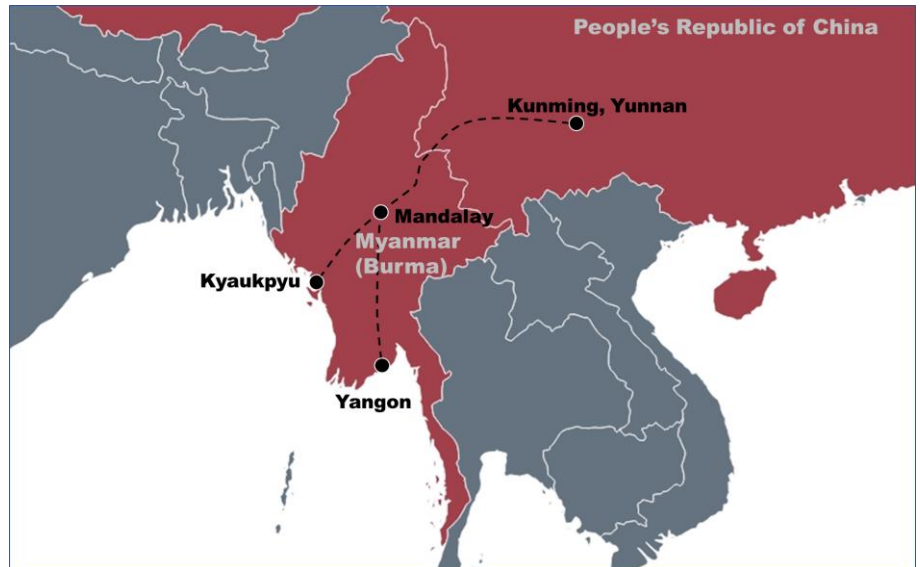 People's Republic of China
Kunming, Yunnan
Mandalay
Myanmar
(Burma)
Kyaukpyu
Yangon